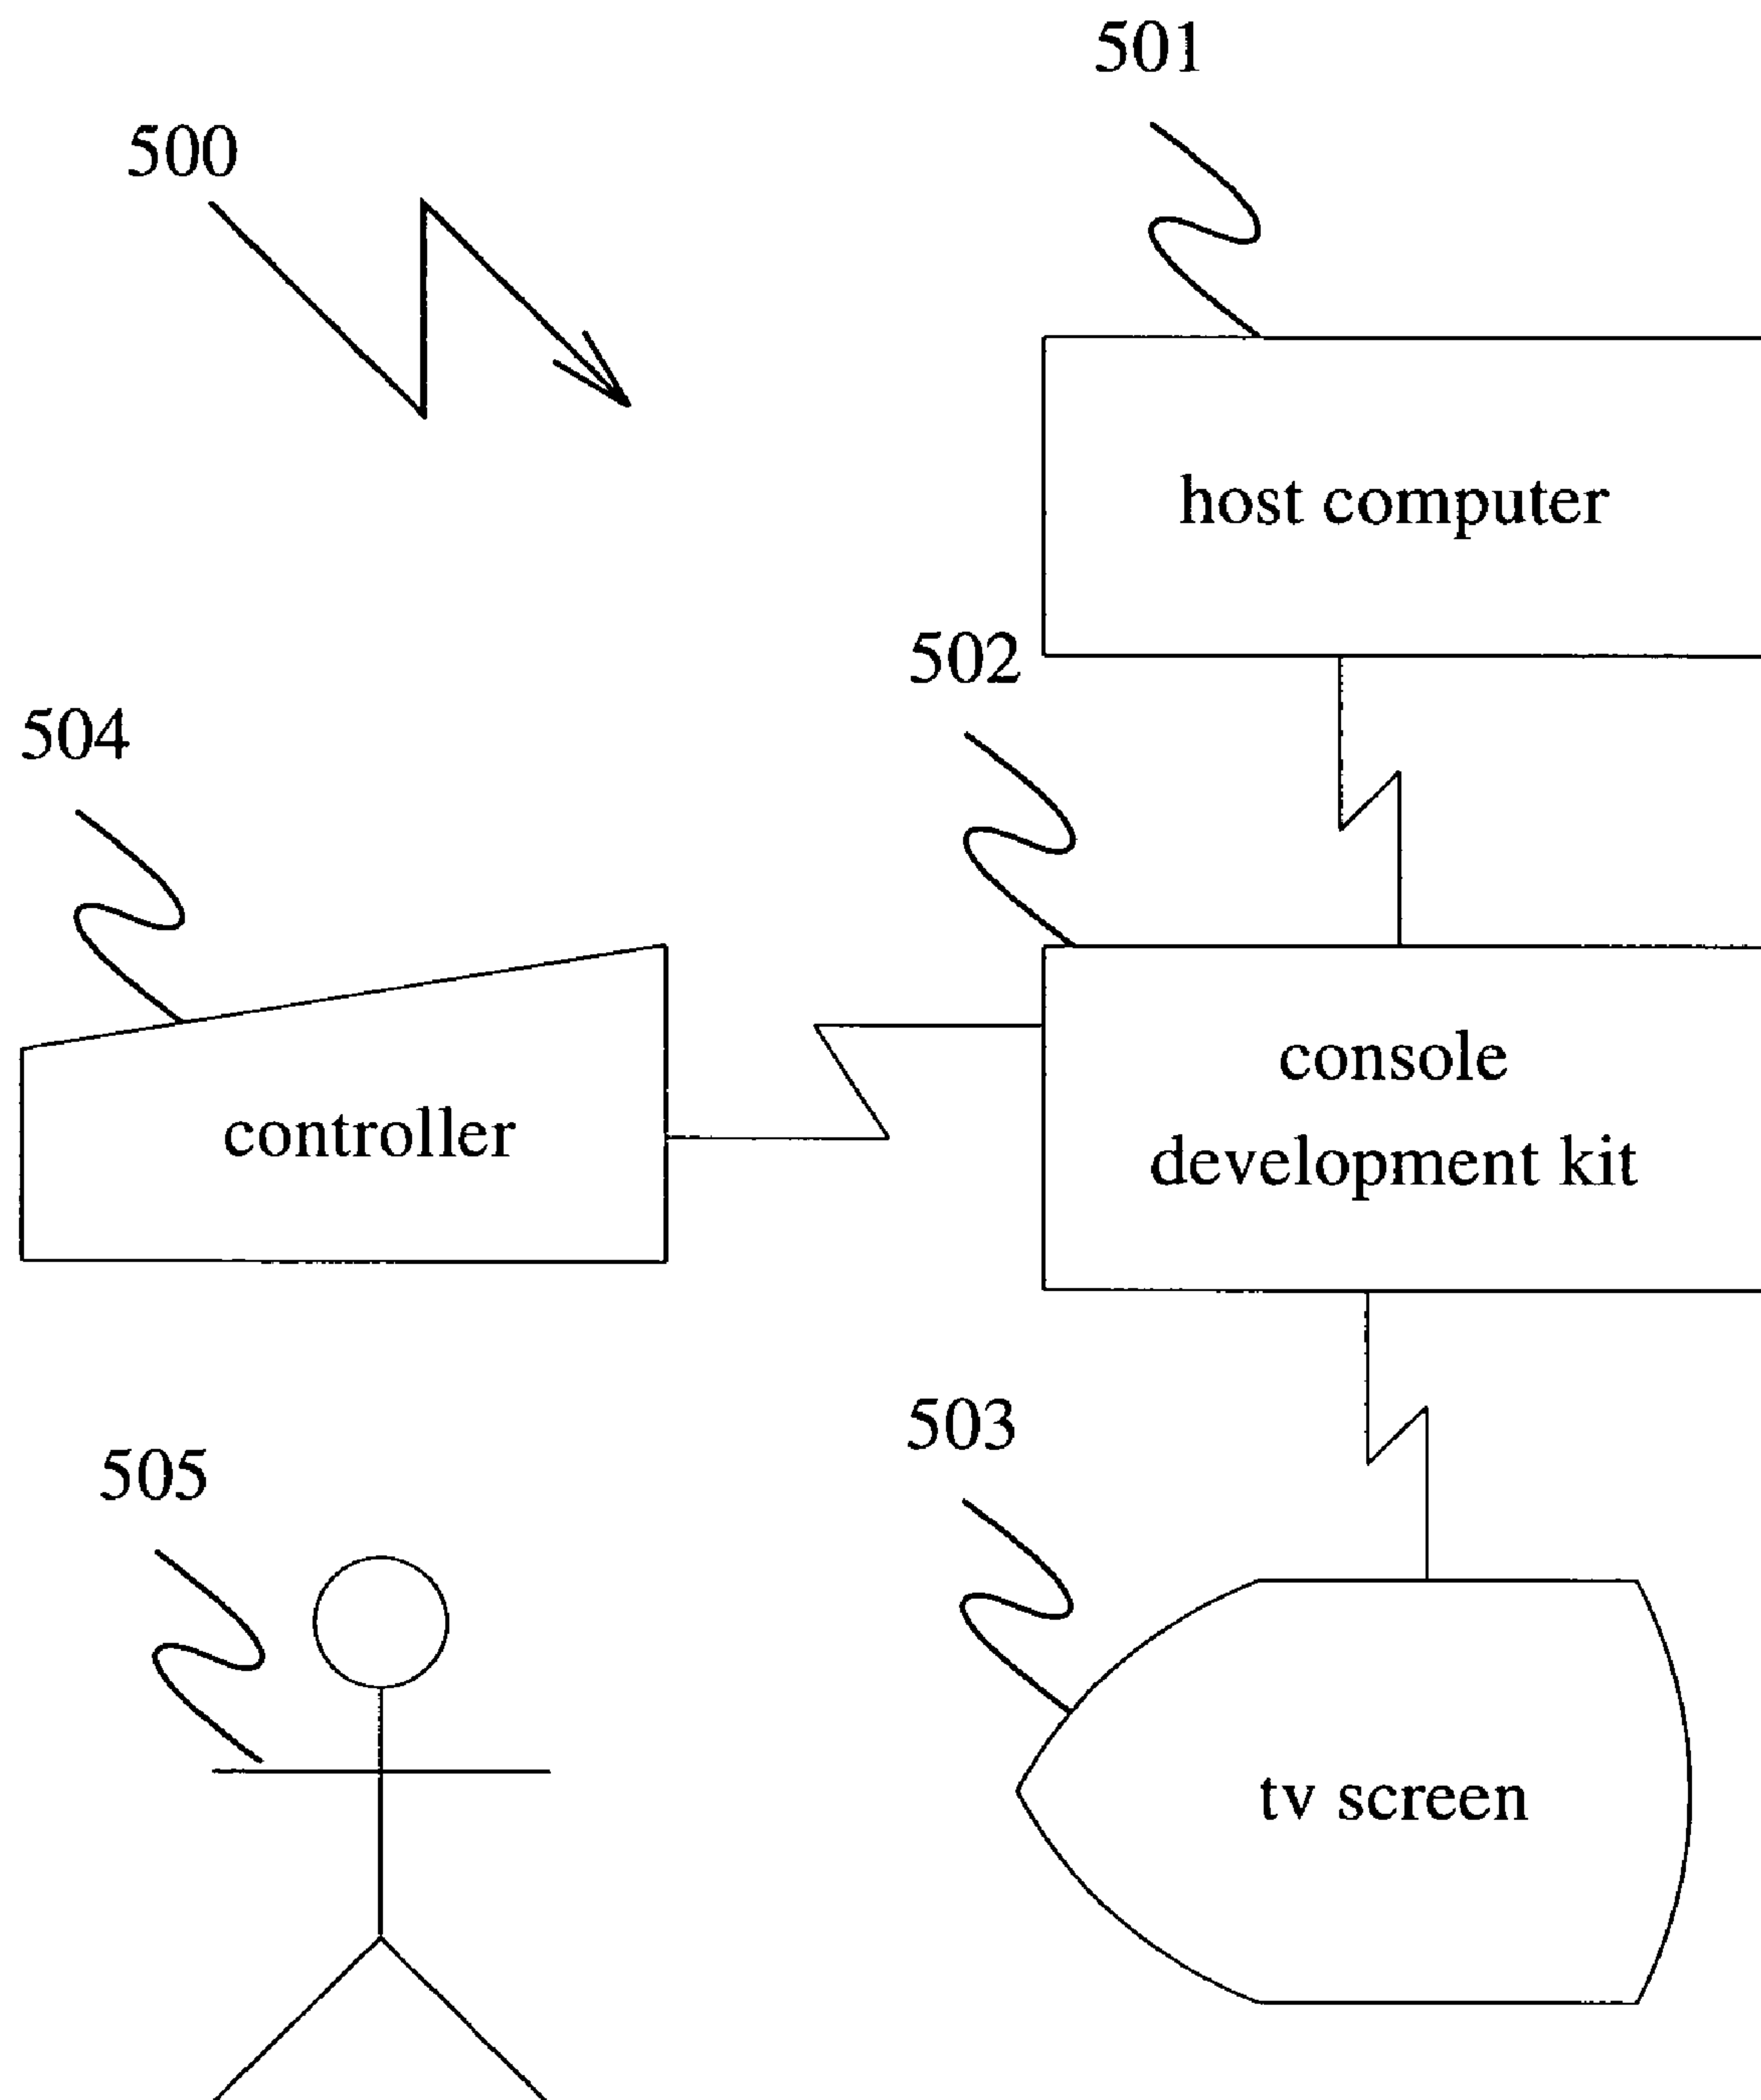 501
500
host computer
502
504
console
development kit
controller
503
505
tv screen